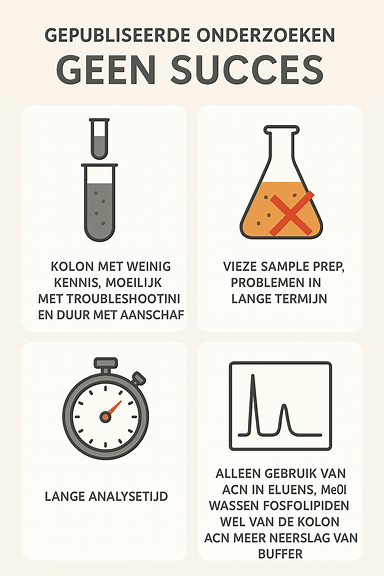 GEPUBLISEERDE ONDERZOEKEN
GEEN SUCCES
KOLON MET WEINIG
KENNIS, MOEILIJK
MET TROUBLESHOOTINI
EN DUUR MET AANSCHAF
VIEZE SAMPLE PREP,
PROBLEMEN IN
LANGE TERMIJN
LANGE ANALYSETIJD
ALLEEN GEBRUIK VAN
ACN IN ELUENS, Me0l
WASSEN FOSFOLIPIDEN
WEL VAN DE KOLON
ACN MEER NEERSLAG VAN
BUFFER